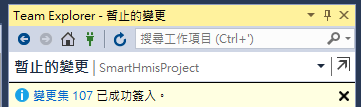 Team Explorer - 暫止的變更
搜尋工作項目 (Ctrl+')
暫止的變更 | SmartHmisProject
變更集 107 已成功簽入。